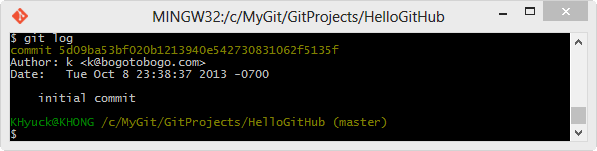 MINGW32:/c/MyGit/GitProjects/HelloGitHub
$ git log
commit 5d09ba53bf020b1213940e542730831062f5135f
Author: k <k@bogotobogo.com>
Date:   Tue Oct 8 23:38:37 2013 -0700
    initial commit
KHyuck@KHONG /c/MyGit/GitProjects/HelloGitHub (master)
$